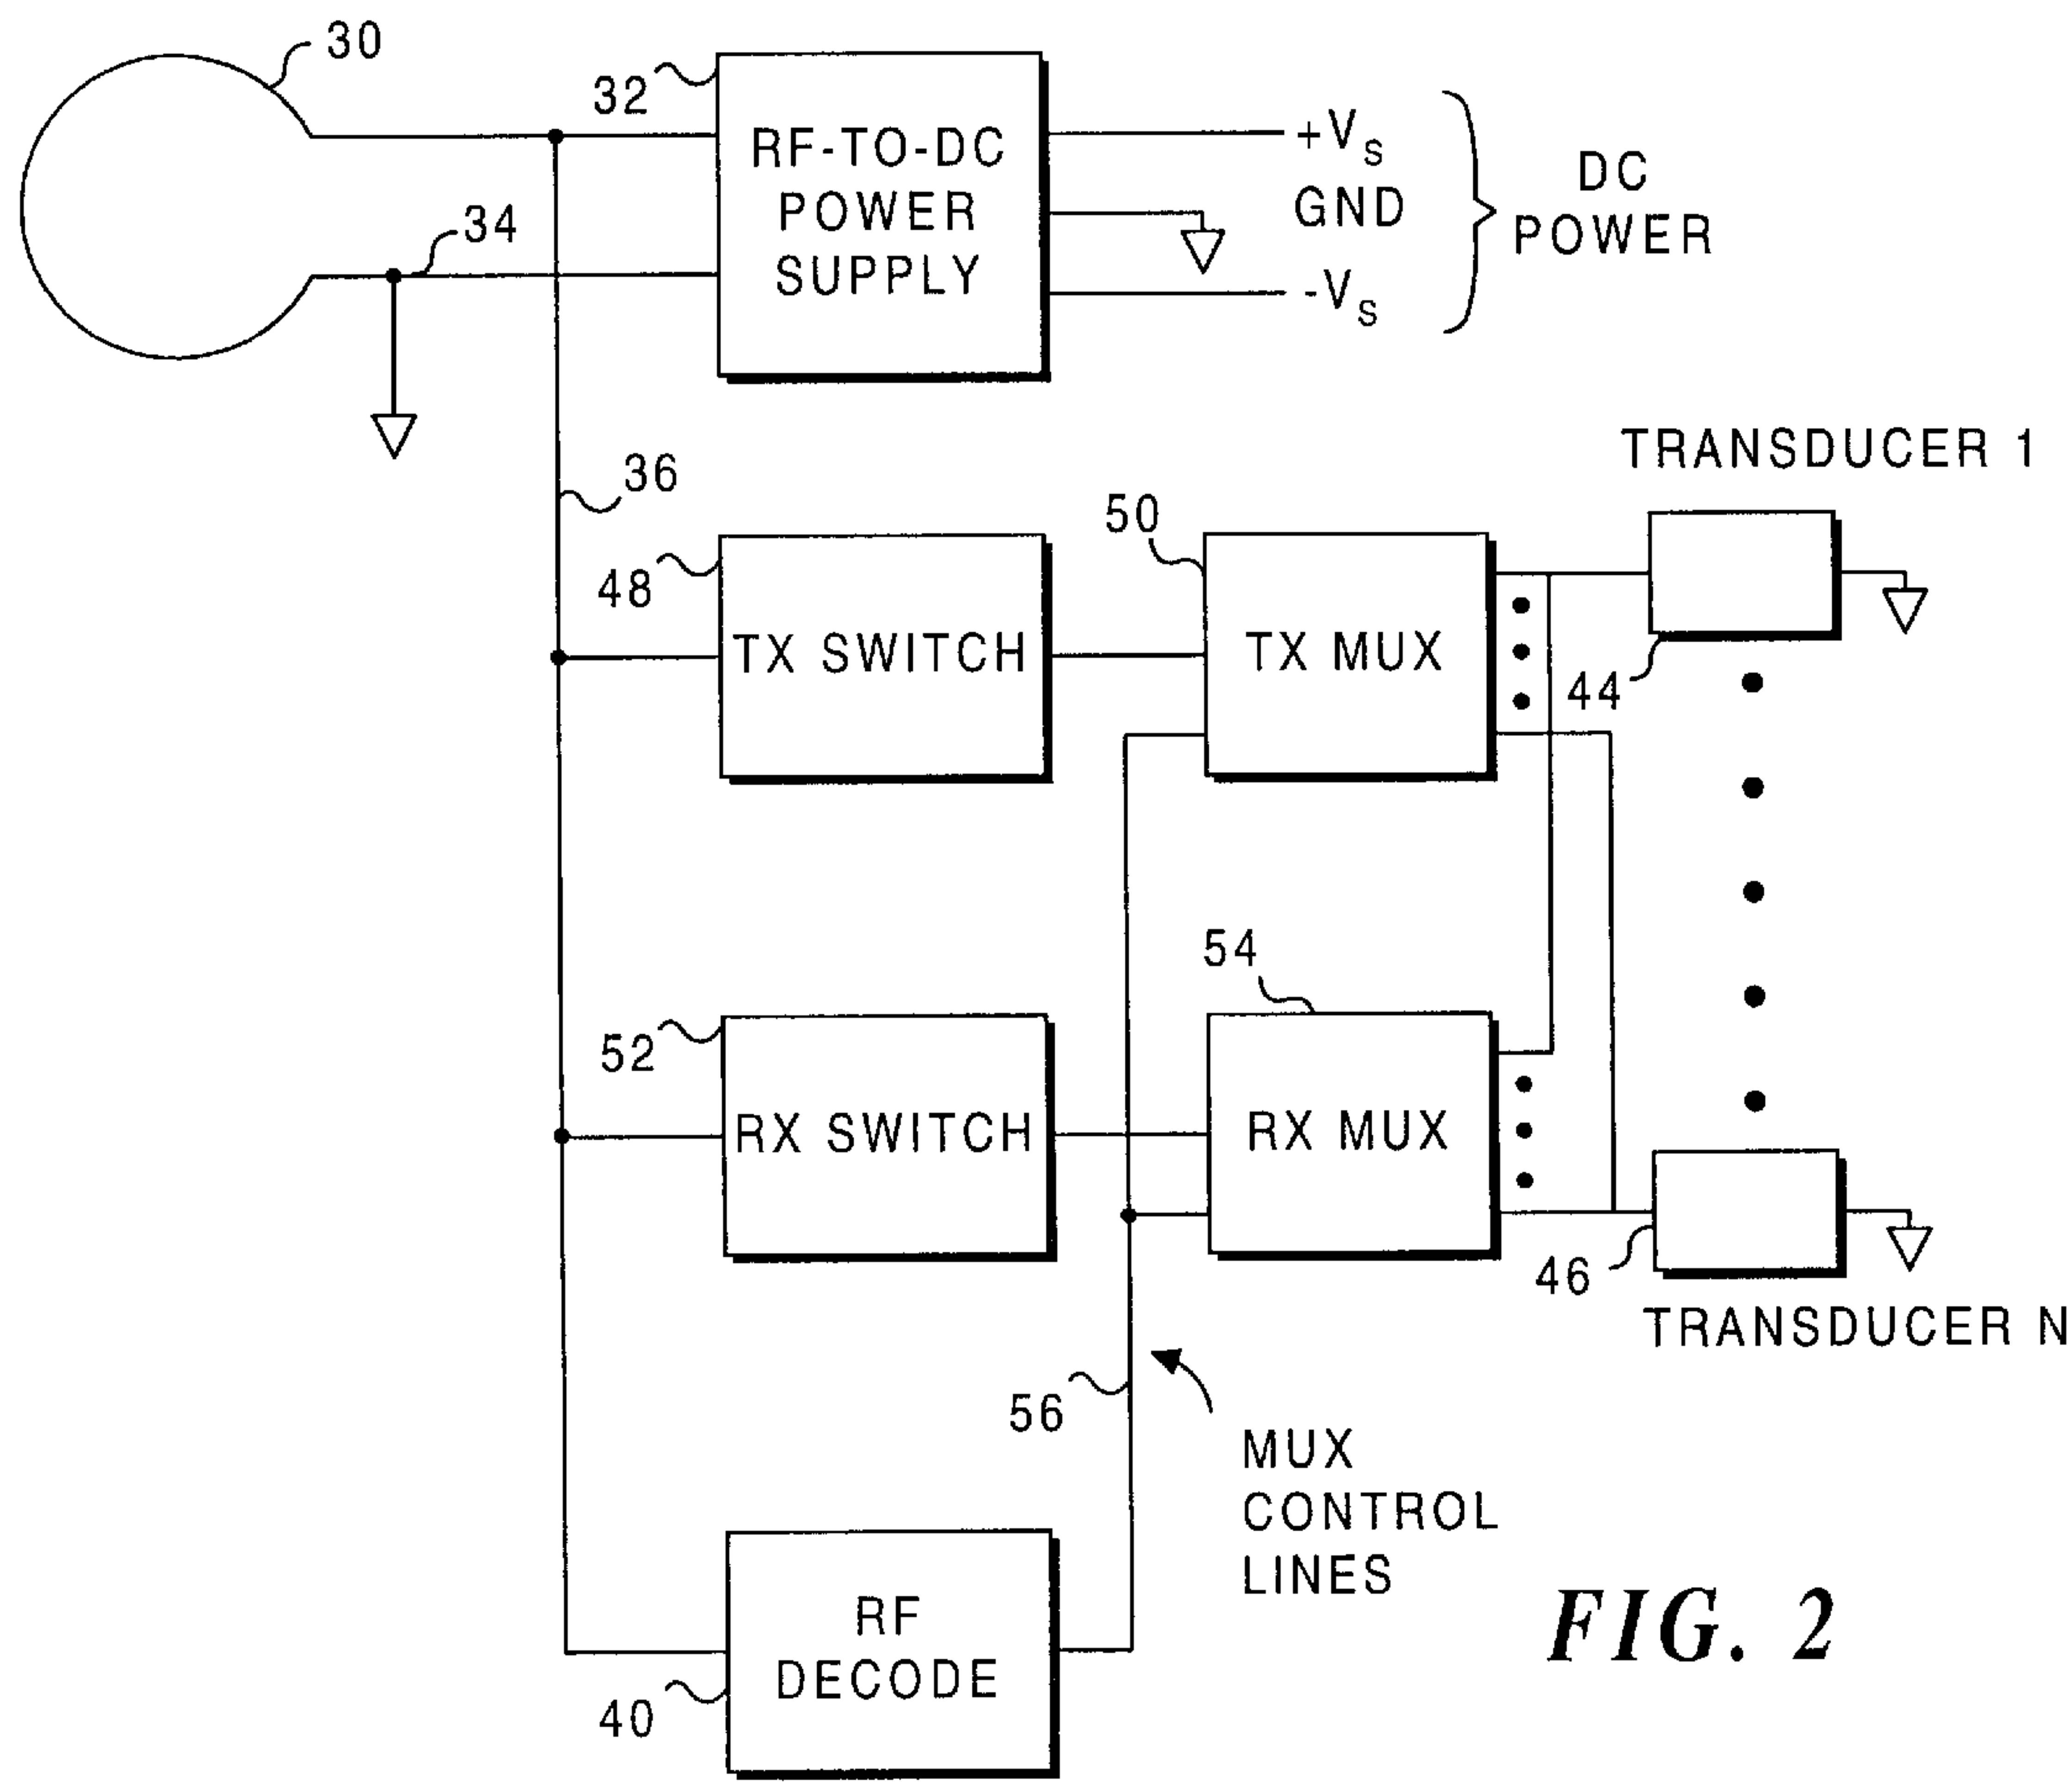 30
32
RF-TO-DC
POWER
SUPPLY
+VS
GND
-VS
DC
POWER
34
36
TRANSDUCER 1
50
48
TX SWITCH
TX MUX
44
54
52
RX SWITCH
RX MUX
46
TRANSDUCER N
56
MUX
CONTROL
LINES
RF
DECODE
40
FIG. 2